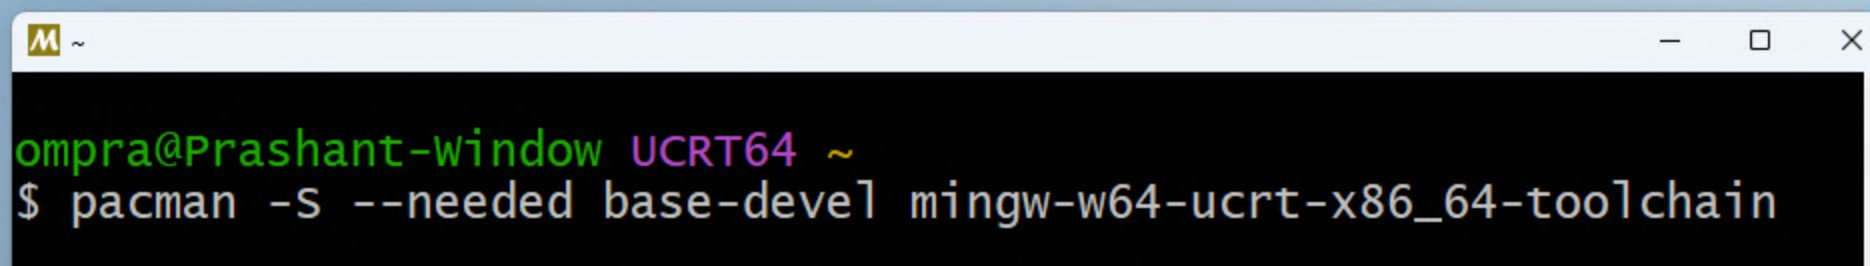 M ~
ompra@Prashant-Window UCRT64 ~
$ pacman -S --needed base-devel mingw-w64-ucrt-x86_64-toolchain